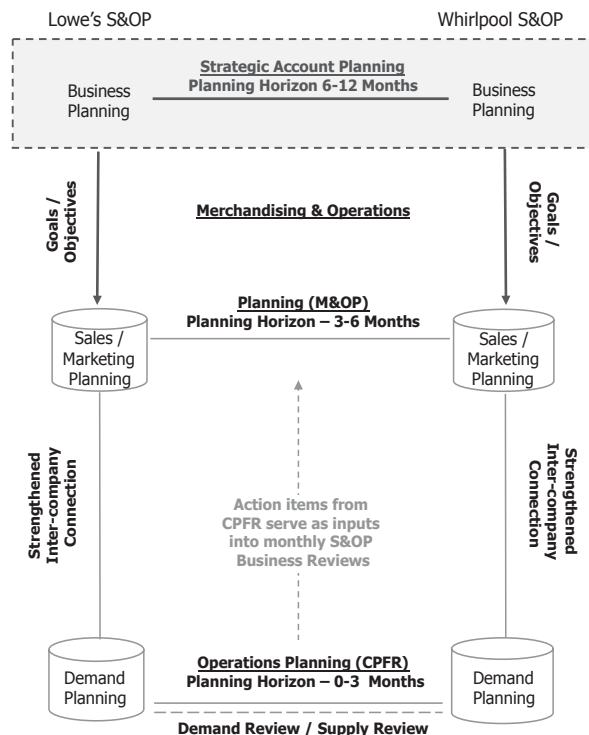 Lowe's S&OP
Whirlpool S&OP
Strategic Account Planning
Planning Horizon 6-12 Months
Business
Planning
Business
Planning
Goals /
Objectives
Goals /
Objectives
Merchandising & Operations
Planning (M&OP)
Planning Horizon – 3-6 Months
Sales /
Marketing
Planning
Sales /
Marketing
Planning
Strengthened
Inter-company
Connection
Strengthened
Inter-company
Connection
Action items from
CPFR serve as inputs
into monthly S&OP
Business Reviews
Operations Planning (CPFR)
Planning Horizon – 0-3 Months
Demand
Planning
Demand
Planning
Demand Review / Supply Review